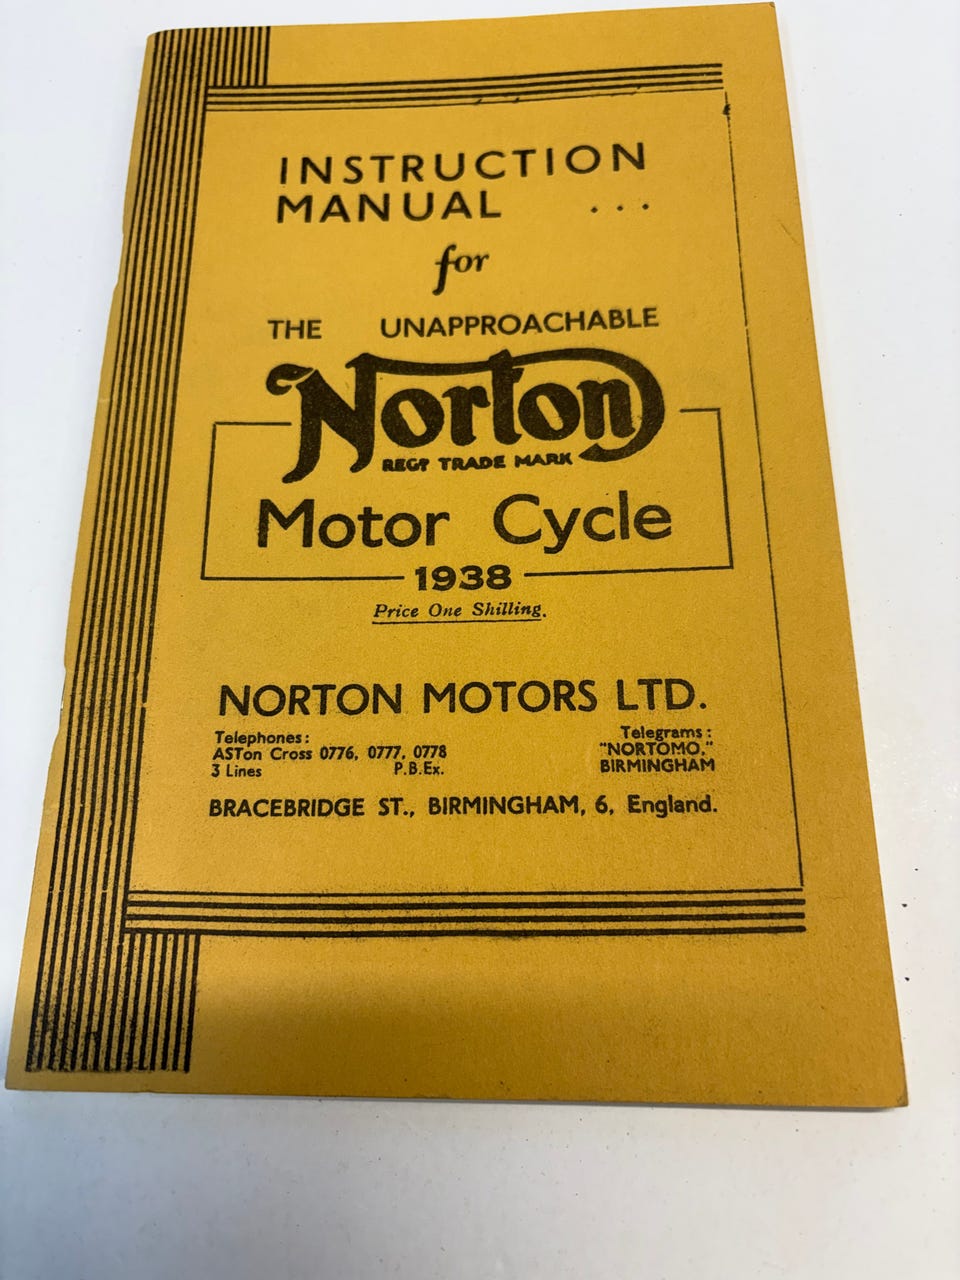 INSTRUCTION
MANUAL ...
for
THE UNAPPROACHABLE
Norton
REGD TRADE MARK
Motor Cycle
1938
Price One Shilling.
NORTON MOTORS LTD.
Telephones: Telegrams:
ASTon Cross 0776, 0777, 0778 "NORTOMO,"
3 Lines P.B.Ex. BIRMINGHAM
BRACEBRIDGE ST., BIRMINGHAM, 6, England.